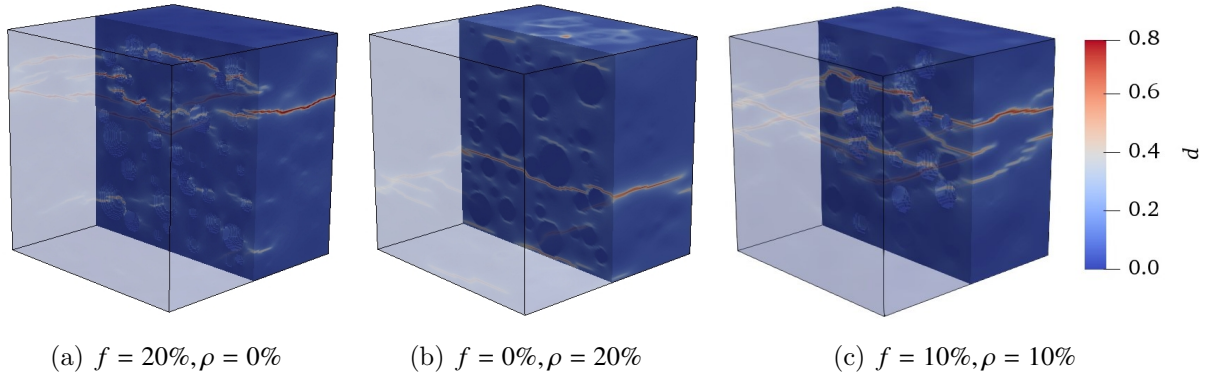 0.8
0.6
0.4
0.2
0.0
d
(a) f = 20%, ρ = 0%
(b) f = 0%, ρ = 20%
(c) f = 10%, ρ = 10%